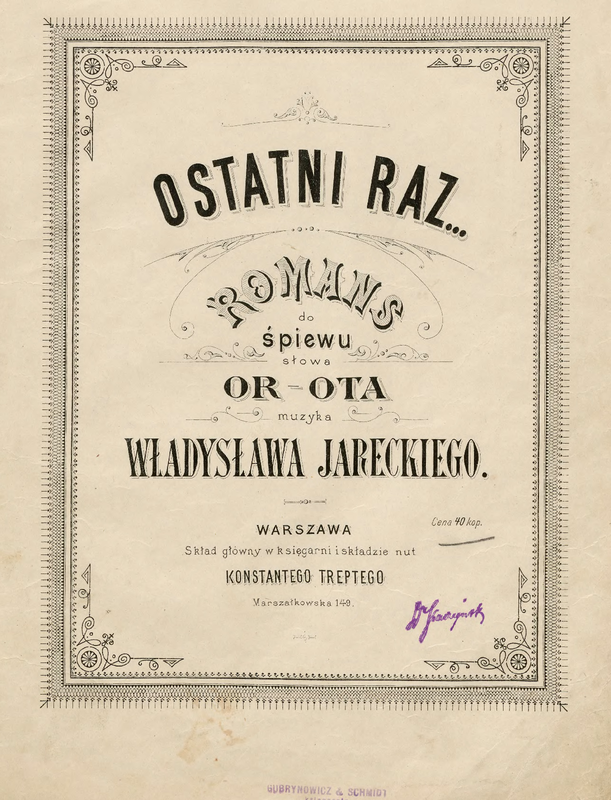 OSTATNI RAZ...
ROMANS
do
śpiewu
słowa
OR-OTA
muzyka
WŁADYSŁAWA JARECKIEGO.
WARSZAWA
Cena 40 kop.
Skład główny w księgarni i składzie nut
KONSTANTEGO TREPTEGO
Marszałkowska 149.
GUBRYNOWICZ & SCHMIDT